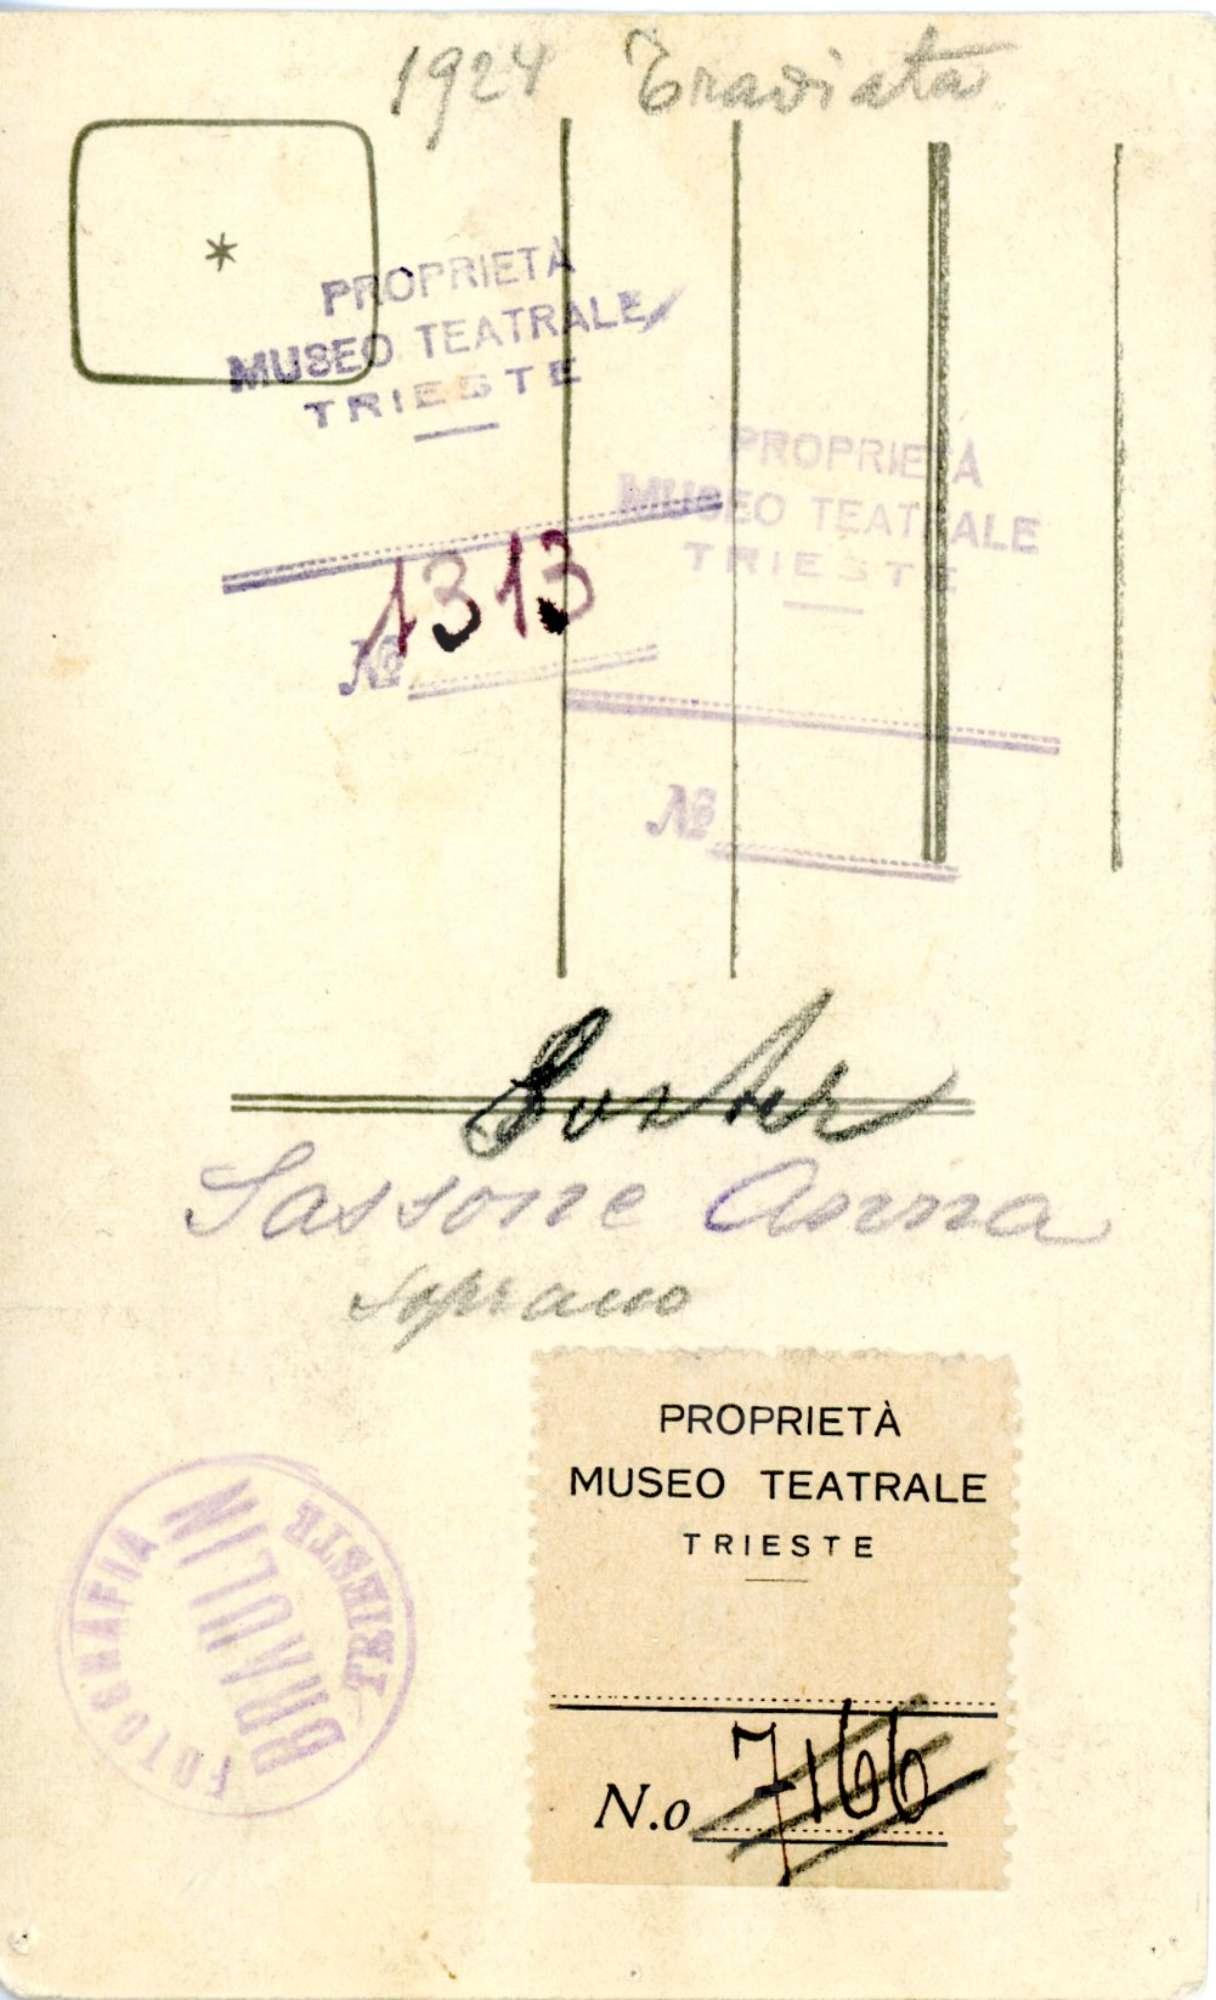 1924 Traviata
PROPRIETÀ
MUSEO TEATRALE
TRIESTE
1313
No
PROPRIETÀ
MUSEO TEATRALE
TRIESTE
No
Sassone Anna
soprano
FOTOGRAFIA
BRAULIN
TRIESTE
PROPRIETÀ
MUSEO TEATRALE
TRIESTE
N.o 7166